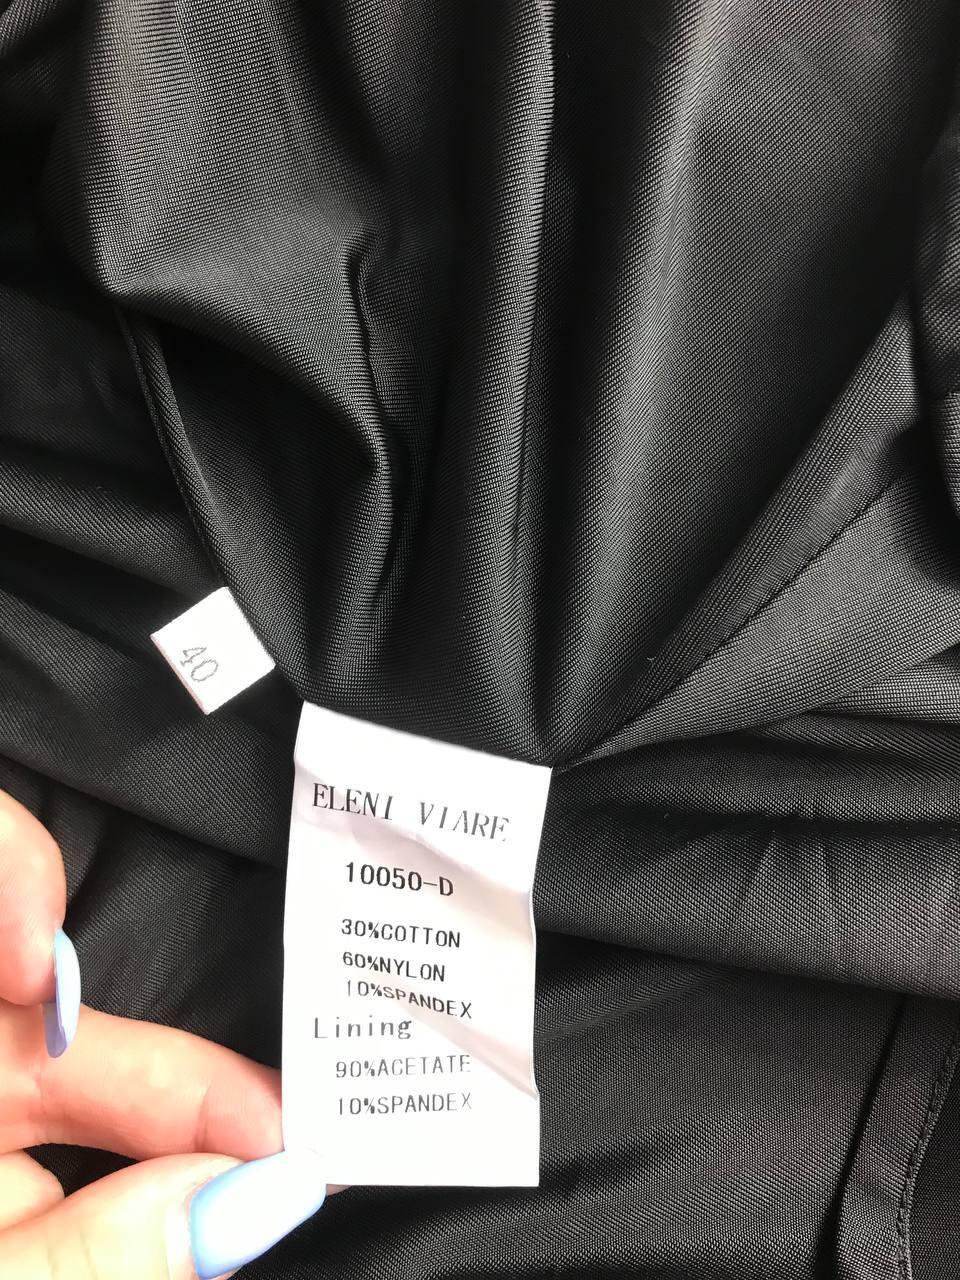 40
ELENI VIARE
10050-D
30%COTTON
60%NYLON
10%SPANDEX
Lining
90%ACETATE
10%SPANDEX